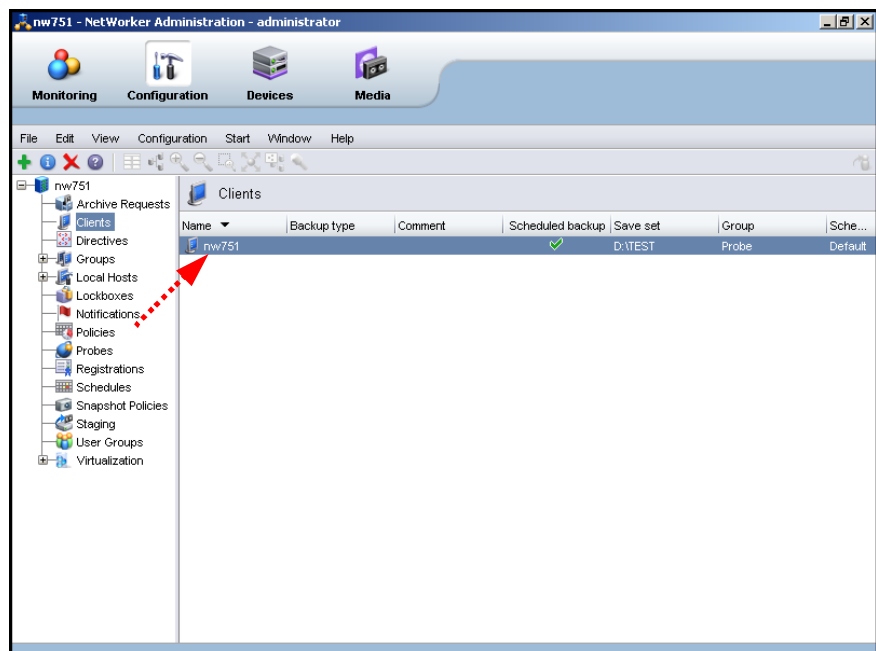 nw751 - NetWorker Administration - administrator
Monitoring Configuration Devices Media
File Edit View Configuration Start Window Help
nw751
Archive Requests
Clients
Directives
Groups
Local Hosts
Lockboxes
Notifications
Policies
Probes
Registrations
Schedules
Snapshot Policies
Staging
User Groups
Virtualization
Clients
Name Backup type Comment Scheduled backup Save set Group Sche...
nw751 D:\TEST Probe Default